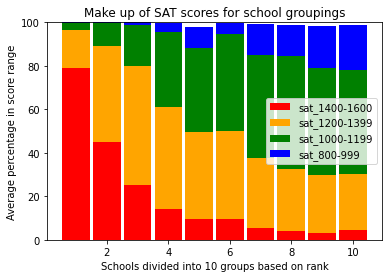 Make up of SAT scores for school groupings
Average percentage in score range
100
80
60
40
20
0
sat_1400-1600
sat_1200-1399
sat_1000-1199
sat_800-999
2
4
6
8
10
Schools divided into 10 groups based on rank